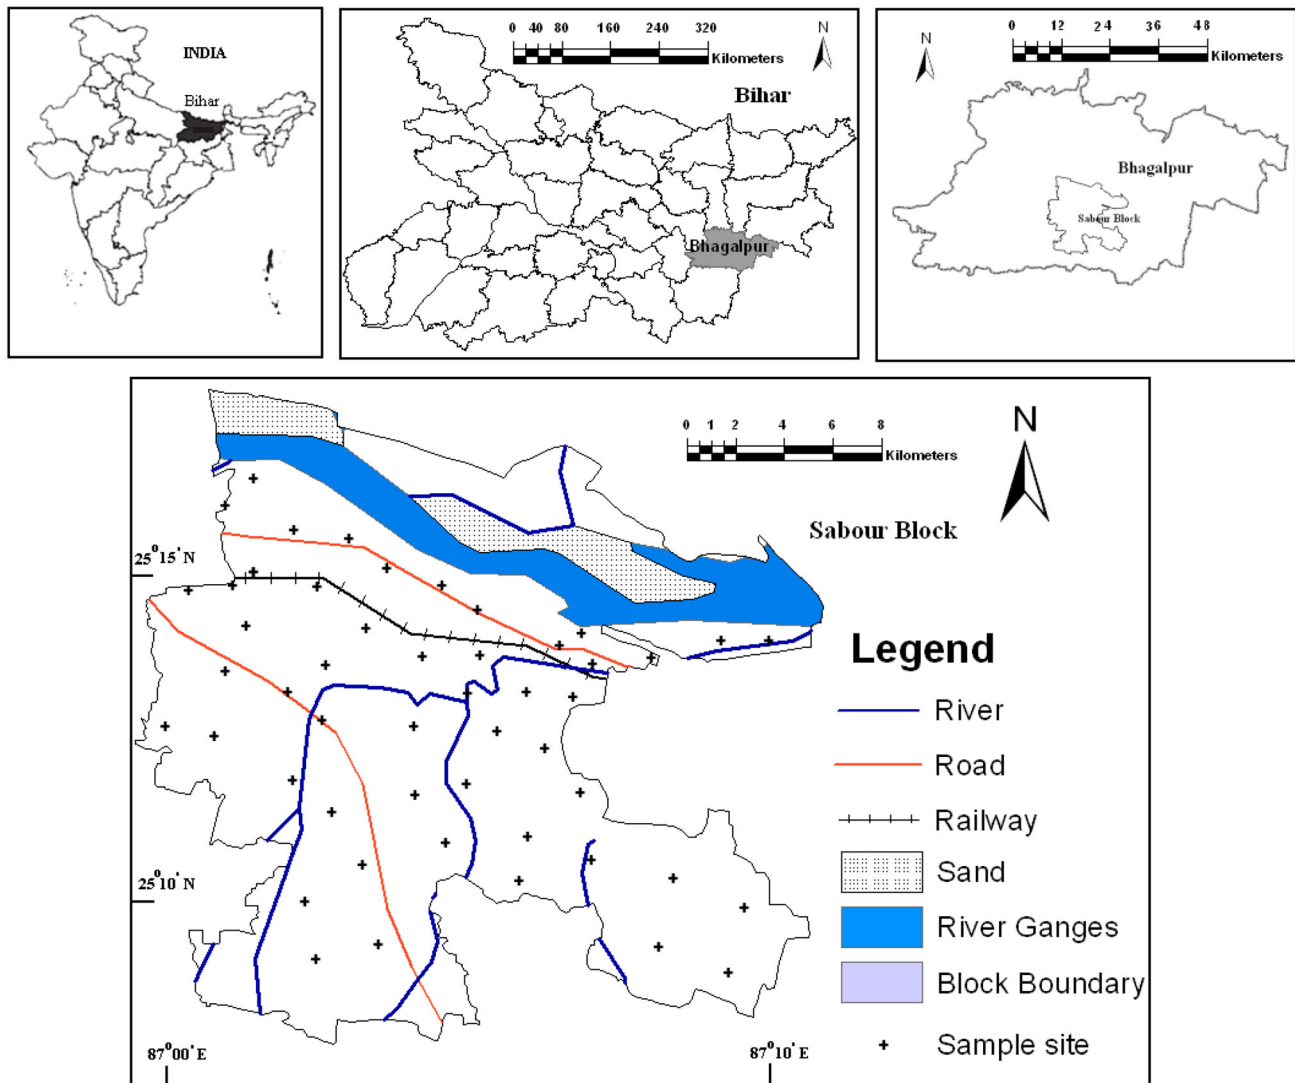 INDIA
Bihar
0 40 80 160 240 320
Kilometers
N
Bihar
Bhagalpur
0 12 24 36 48
Kilometers
N
Bhagalpur
Sabour Block
0 1 2 4 6 8
Kilometers
N
Sabour Block
25°15' N
25°10' N
87°00' E
87°10' E
Legend
River
Road
Railway
Sand
River Ganges
Block Boundary
Sample site